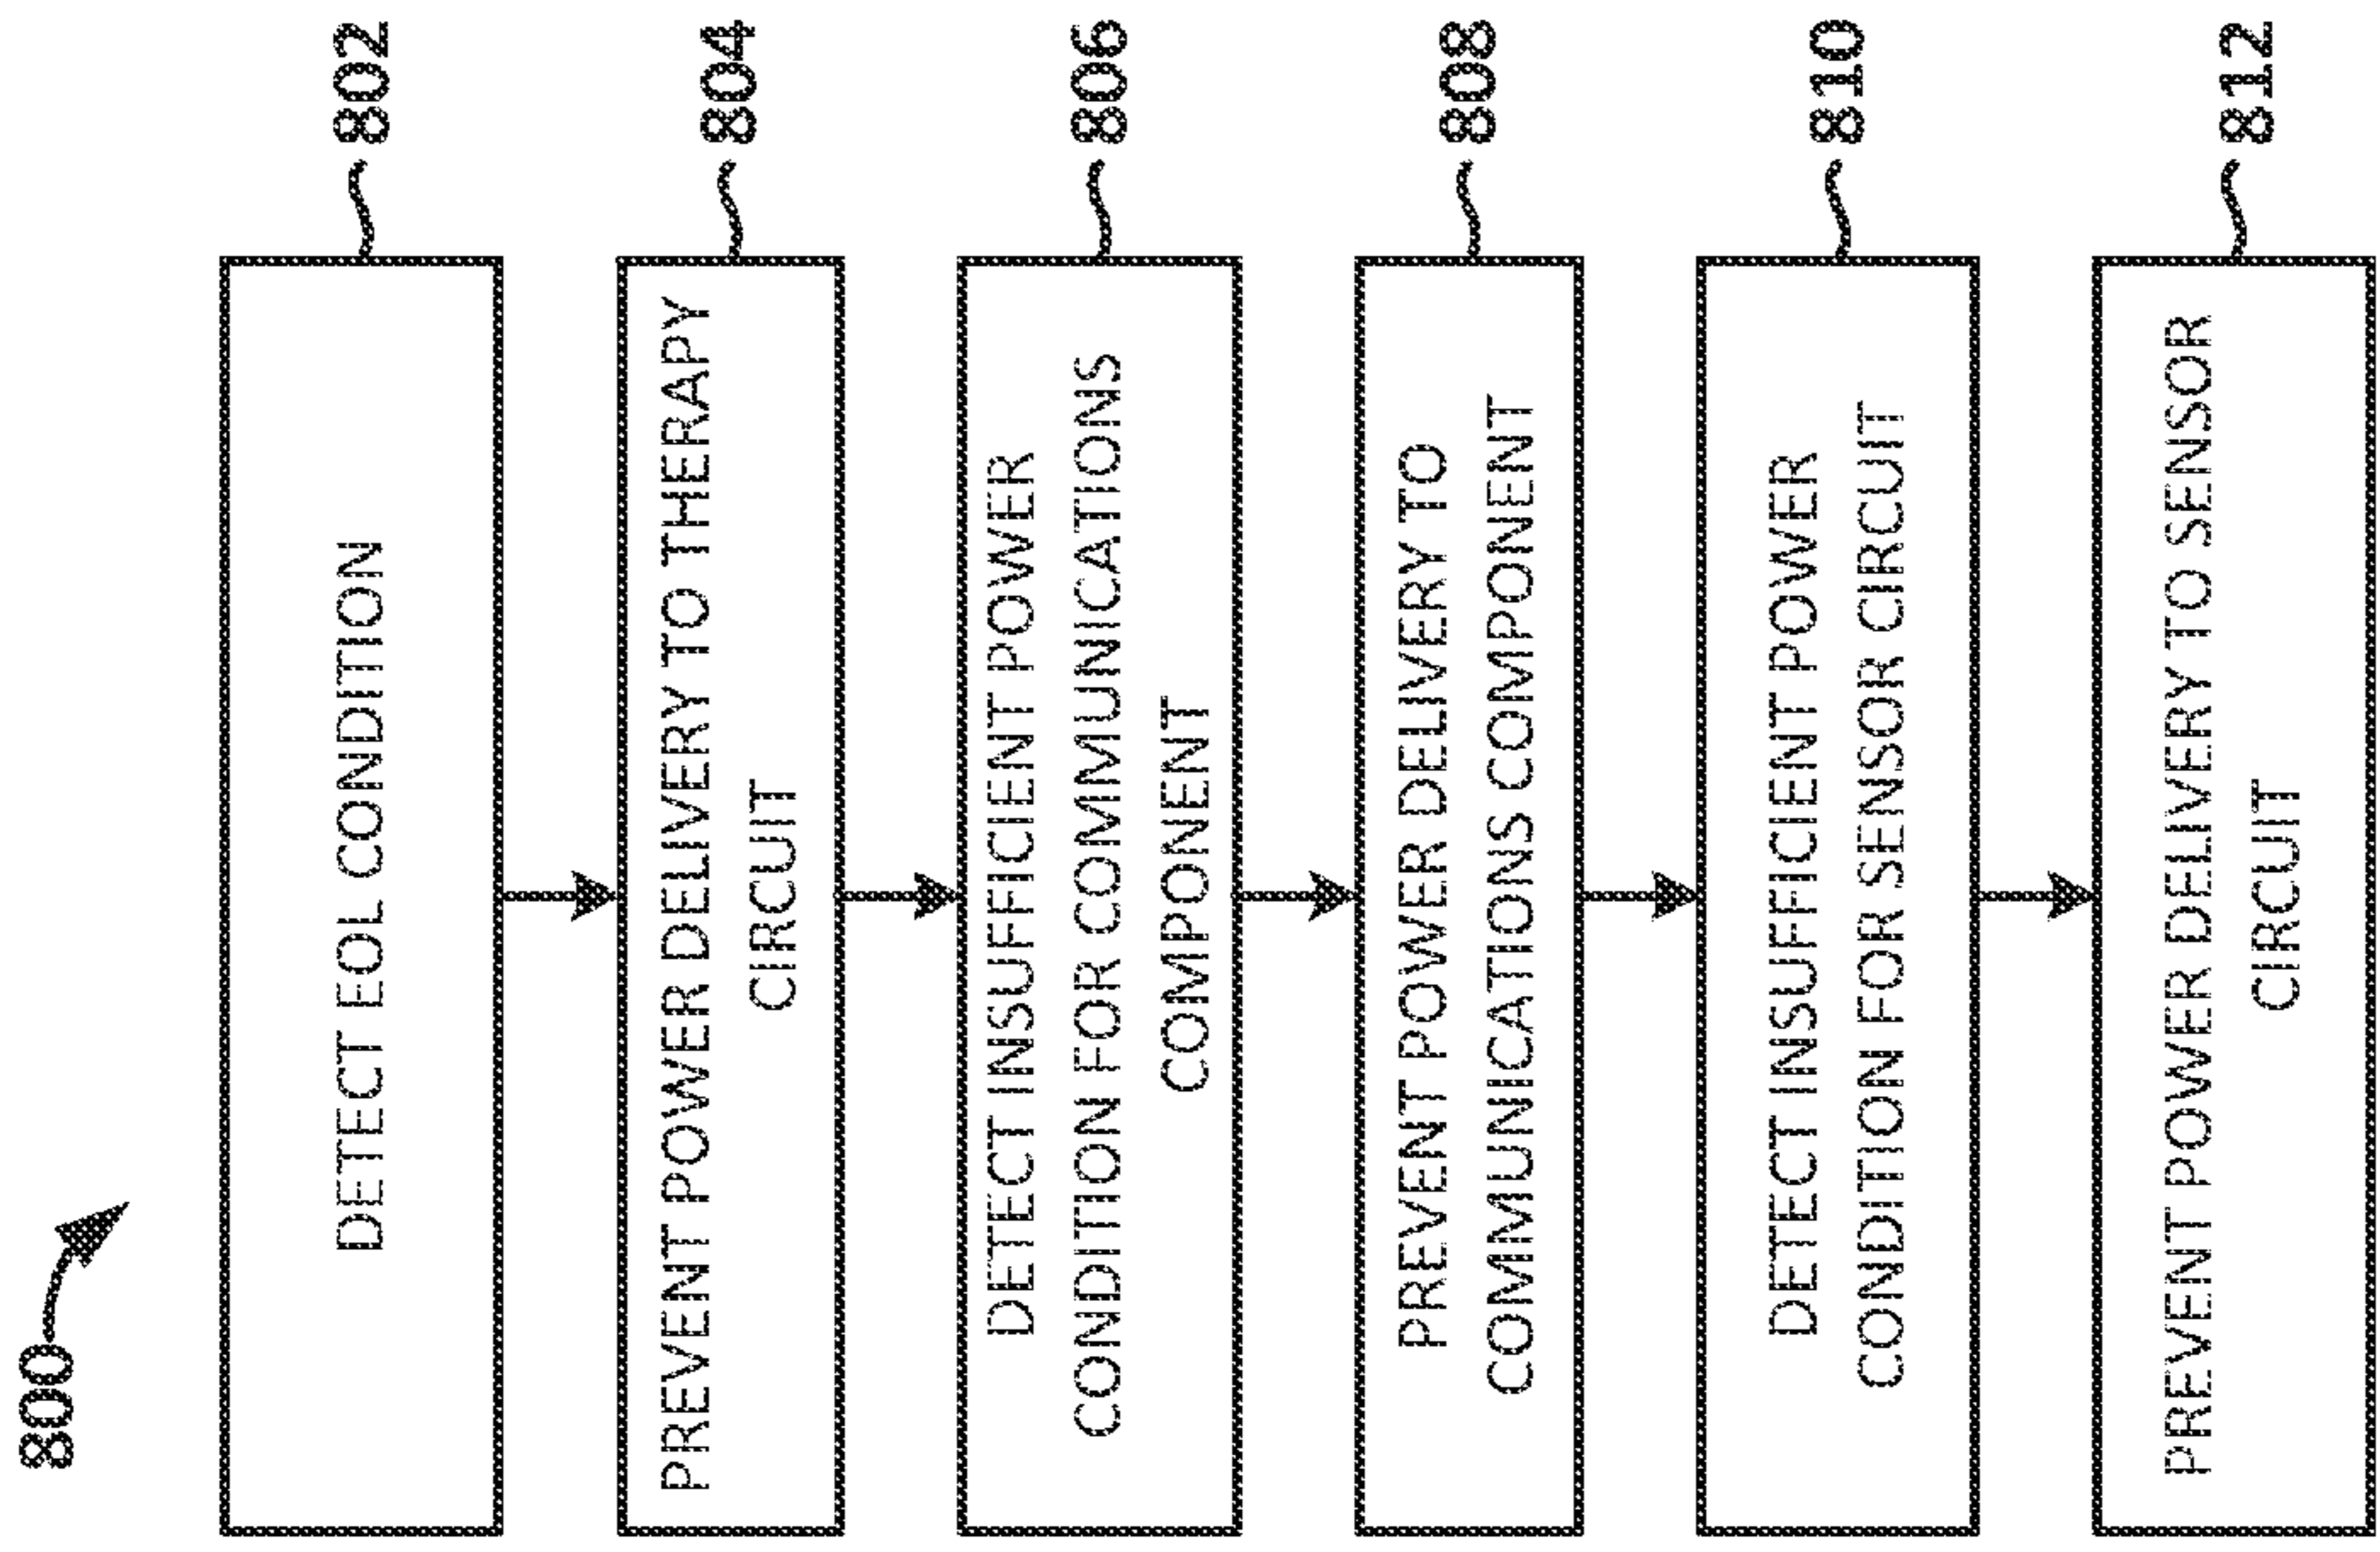 800
DETECT EOL CONDITION
802
PREVENT POWER DELIVERY TO THERAPY
CIRCUIT
804
DETECT INSUFFICIENT POWER
CONDITION FOR COMMUNICATIONS
COMPONENT
806
PREVENT POWER DELIVERY TO
COMMUNICATIONS COMPONENT
808
DETECT INSUFFICIENT POWER
CONDITION FOR SENSOR CIRCUIT
810
PREVENT POWER DELIVERY TO SENSOR
CIRCUIT
812